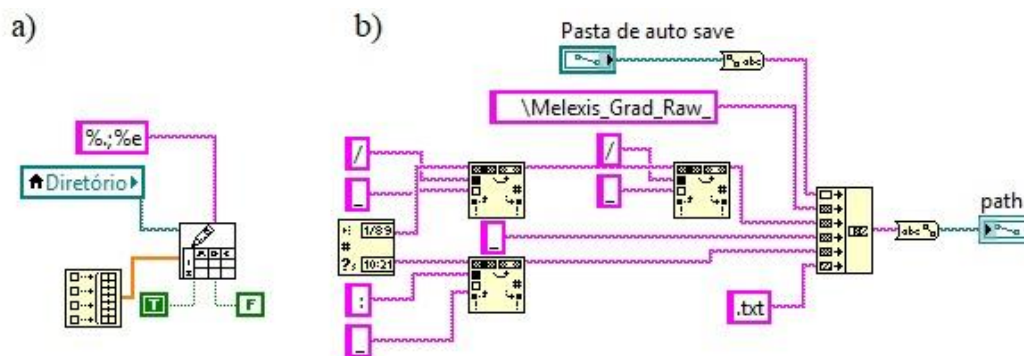 a)
%.;%e
Diretório
T
F
b)
Pasta de auto save
\Melexis_Grad_Raw_
/
_
/
_
1/89
10:21
_
:
_
.txt
path